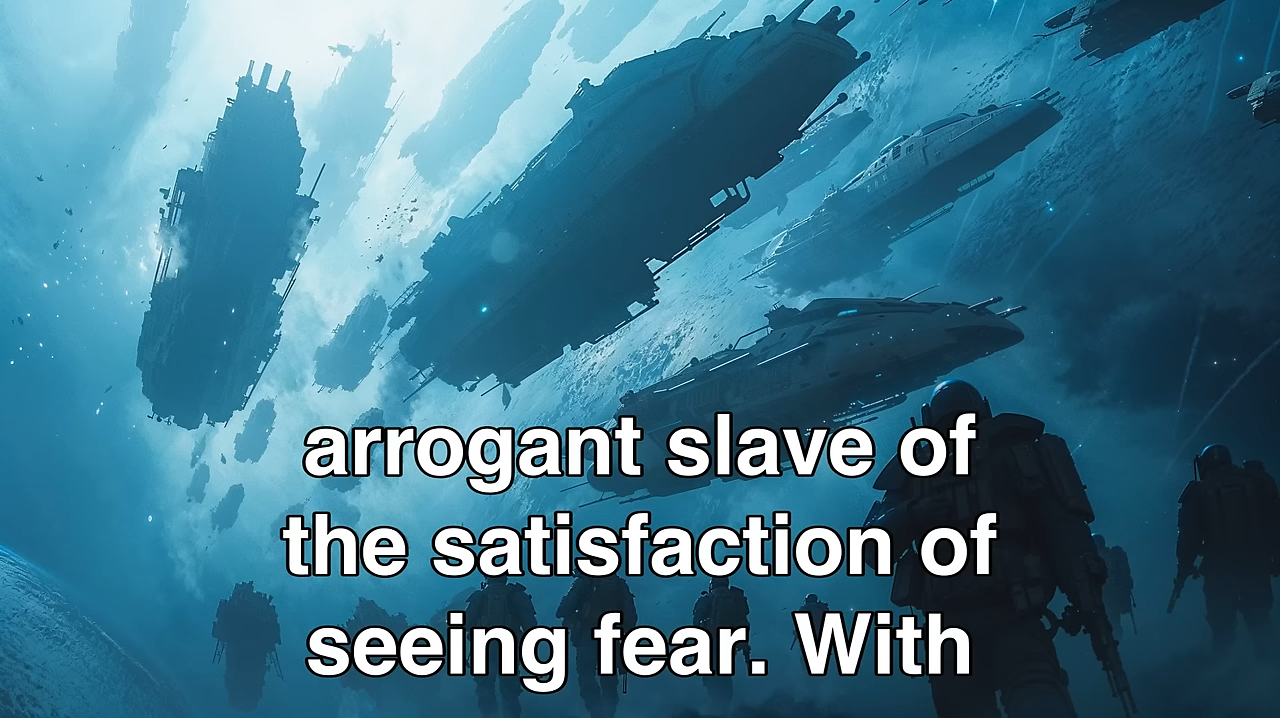 arrogant slave of
the satisfaction of
seeing fear. With